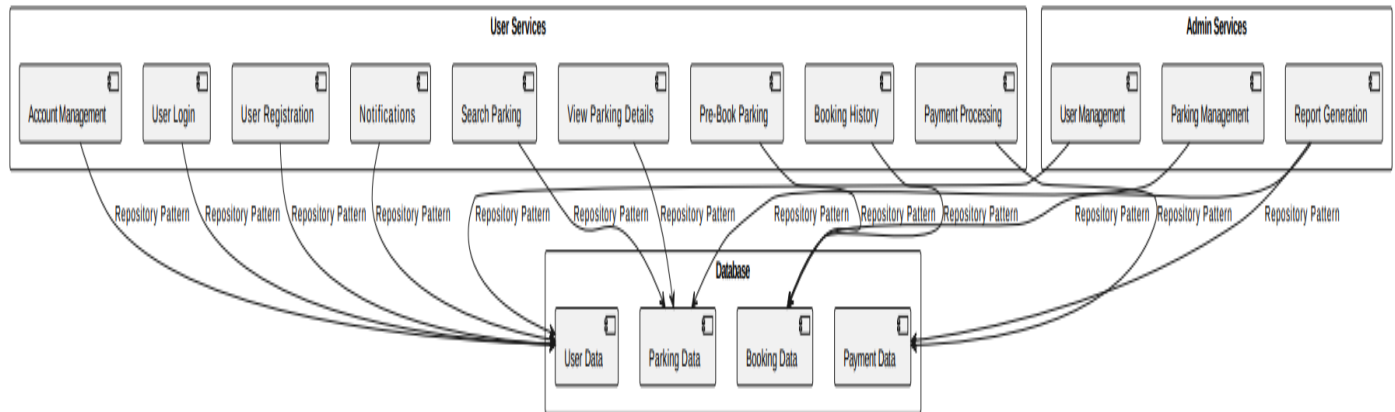 User Services
Admin Services
Account Management
User Login
User Registration
Notifications
Search Parking
View Parking Details
Pre-Book Parking
Booking History
Payment Processing
User Management
Parking Management
Report Generation
Repository Pattern
Repository Pattern
Repository Pattern
Repository Pattern
Repository Pattern
Repository Pattern
Repository Pattern
Repository Pattern
Repository Pattern
Repository Pattern
Repository Pattern
Repository Pattern
Repository Pattern
Database
User Data
Parking Data
Booking Data
Payment Data